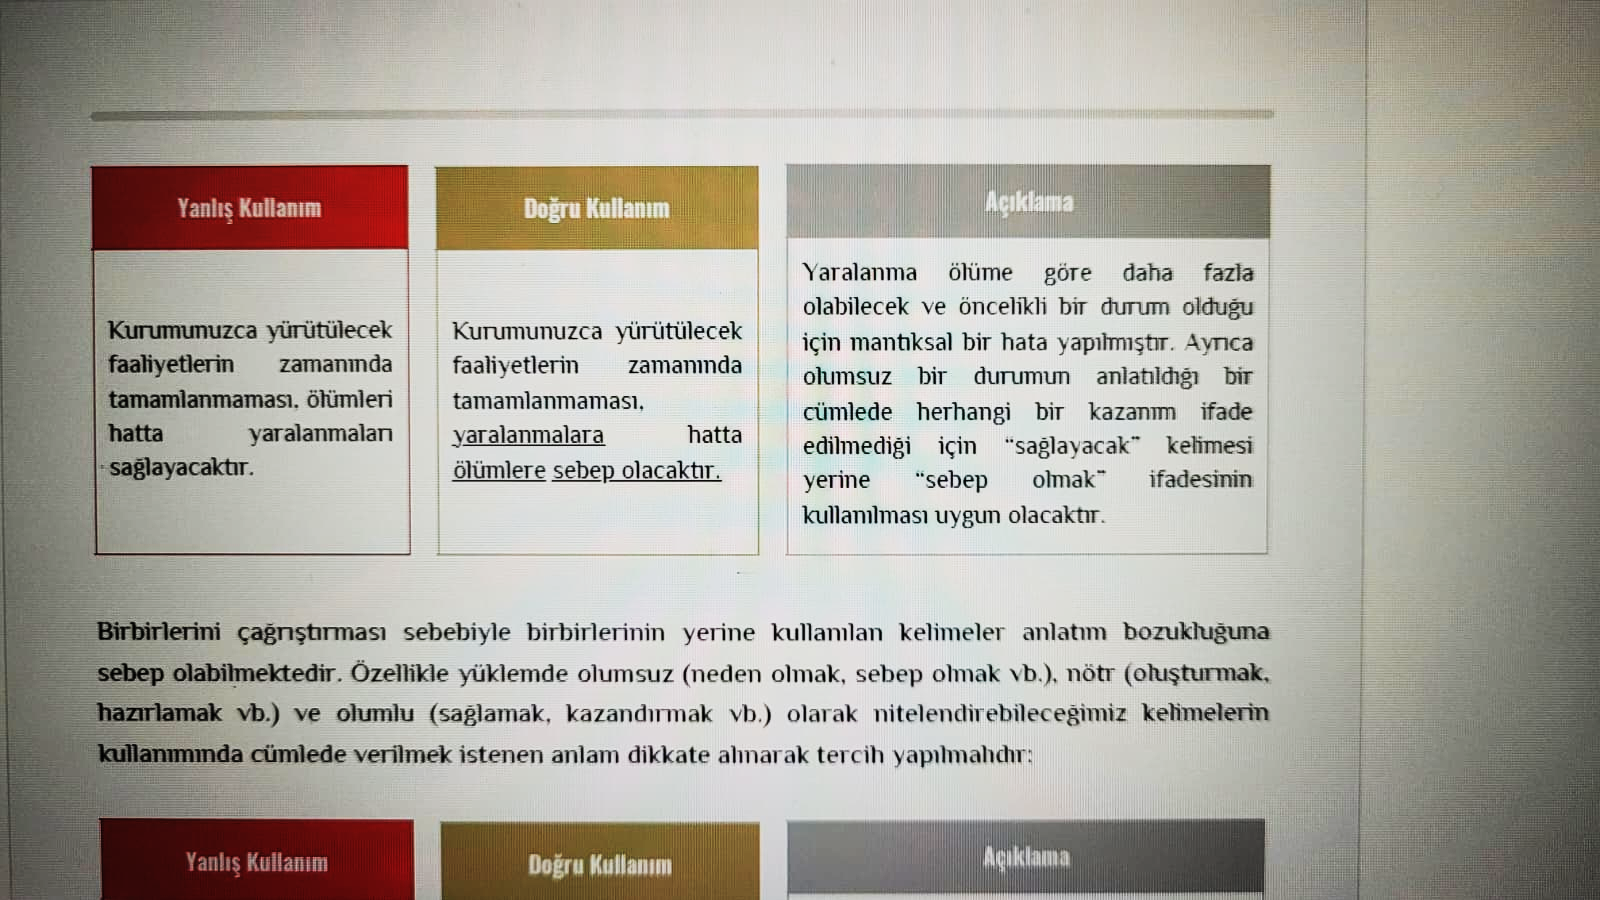 Yanlış Kullanım
Kurumunuzca yürütülecek
faaliyetlerin zamanında
tamamlanmaması, ölümleri
hatta yaralanmaları
sağlayacaktır.
Doğru Kullanım
Kurumunuzca yürütülecek
faaliyetlerin zamanında
tamamlanmaması,
yaralanmalara hatta
ölümlere sebep olacaktır.
Açıklama
Yaralanma ölüme göre daha fazla
olabilecek ve öncelikli bir durum olduğu
için mantıksal bir hata yapılmıştır. Ayrıca
olumsuz bir durumun anlatıldığı bir
cümlede herhangi bir kazanım ifade
edilmediği için “sağlayacak” kelimesi
yerine “sebep olmak” ifadesinin
kullanılması uygun olacaktır.
Birbirlerini çağrıştırması sebebiyle birbirlerinin yerine kullanılan kelimeler anlatım bozukluğuna
sebep olabilmektedir. Özellikle yüklemde olumsuz (neden olmak, sebep olmak vb.), nötr (oluşturmak,
hazırlamak vb.) ve olumlu (sağlamak, kazandırmak vb.) olarak nitelendirebileceğimiz kelimelerin
kullanımında cümlede verilmek istenen anlam dikkate alınarak tercih yapılmalıdır:
Yanlış Kullanım
Doğru Kullanım
Açıklama